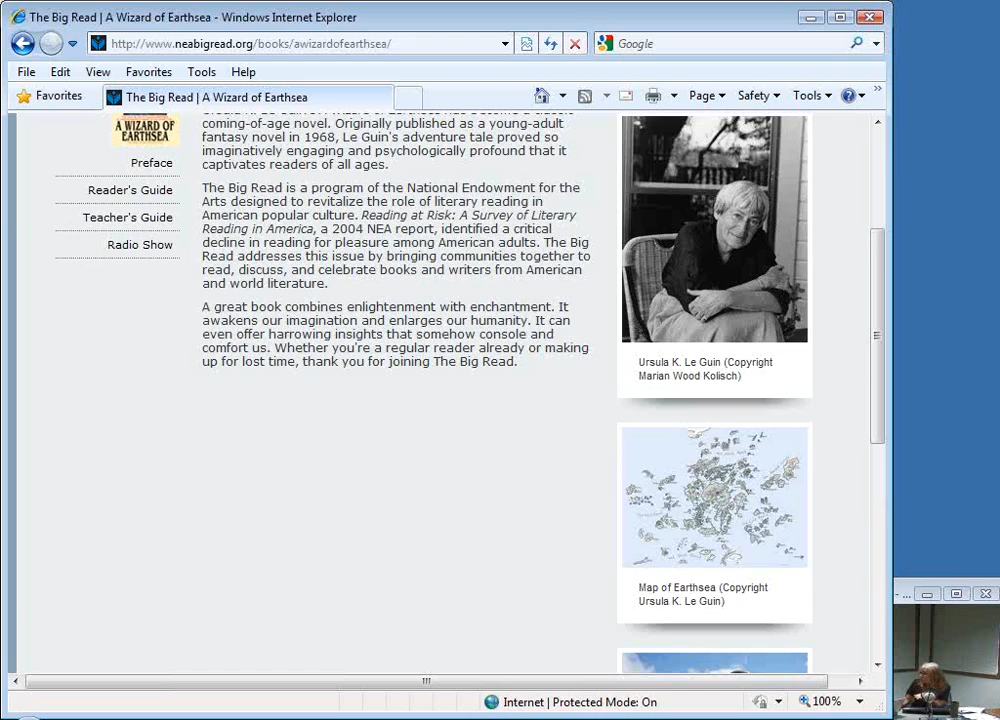 The Big Read | A Wizard of Earthsea - Windows Internet Explorer
http://www.neabigread.org/books/awizardofearthsea/
Google
File Edit View Favorites Tools Help
Favorites
The Big Read | A Wizard of Earthsea
Page Safety Tools
A WIZARD OF
EARTHSEA
Preface
Reader's Guide
Teacher's Guide
Radio Show
coming-of-age novel. Originally published as a young-adult
fantasy novel in 1968, Le Guin's adventure tale proved so
imaginatively engaging and psychologically profound that it
captivates readers of all ages.
The Big Read is a program of the National Endowment for the
Arts designed to revitalize the role of literary reading in
American popular culture. Reading at Risk: A Survey of Literary
Reading in America, a 2004 NEA report, identified a critical
decline in reading for pleasure among American adults. The Big
Read addresses this issue by bringing communities together to
read, discuss, and celebrate books and writers from American
and world literature.
A great book combines enlightenment with enchantment. It
awakens our imagination and enlarges our humanity. It can
even offer harrowing insights that somehow console and
comfort us. Whether you're a regular reader already or making
up for lost time, thank you for joining The Big Read.
Ursula K. Le Guin (Copyright
Marian Wood Kolisch)
Map of Earthsea (Copyright
Ursula K. Le Guin)
- ...
Internet | Protected Mode: On
100%